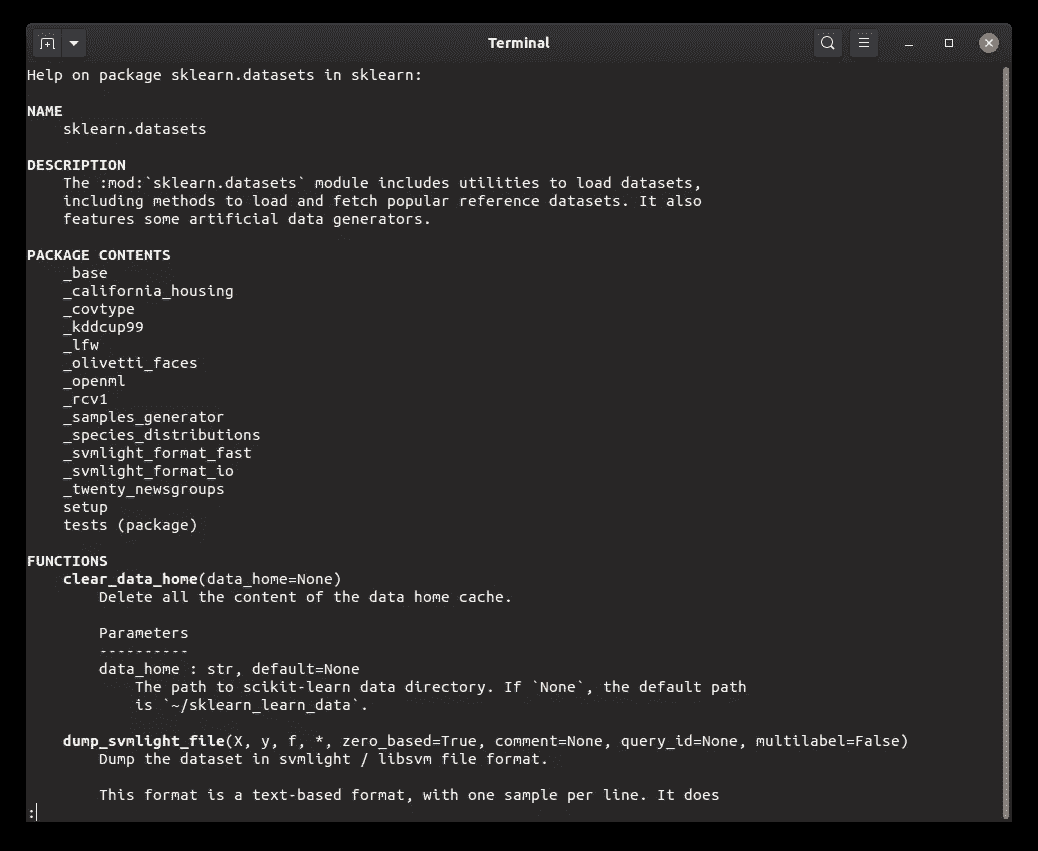 Terminal
Help on package sklearn.datasets in sklearn:
NAME
sklearn.datasets
DESCRIPTION
The :mod:`sklearn.datasets` module includes utilities to load datasets,
including methods to load and fetch popular reference datasets. It also
features some artificial data generators.
PACKAGE CONTENTS
_base
_california_housing
_covtype
_kddcup99
_lfw
_olivetti_faces
_openml
_rcv1
_samples_generator
_species_distributions
_svmlight_format_fast
_svmlight_format_io
_twenty_newsgroups
setup
tests (package)
FUNCTIONS
clear_data_home(data_home=None)
Delete all the content of the data home cache.
Parameters
----------
data_home : str, default=None
The path to scikit-learn data directory. If `None`, the default path
is `~/sklearn_learn_data`.
dump_svmlight_file(X, y, f, *, zero_based=True, comment=None, query_id=None, multilabel=False)
Dump the dataset in svmlight / libsvm file format.
This format is a text-based format, with one sample per line. It does
: